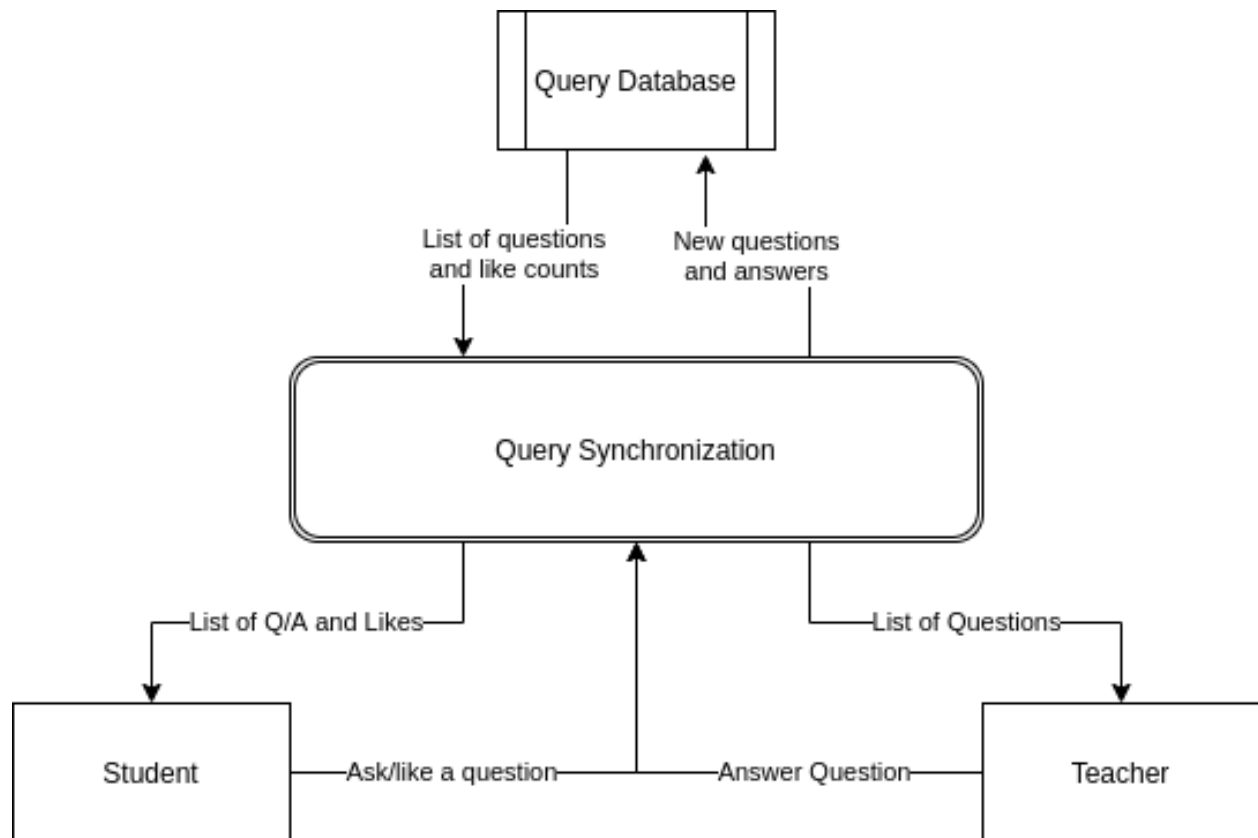 Query Database
List of questions
and like counts
New questions
and answers
Query Synchronization
List of Q/A and Likes
List of Questions
Student
Ask/like a question
Answer Question
Teacher